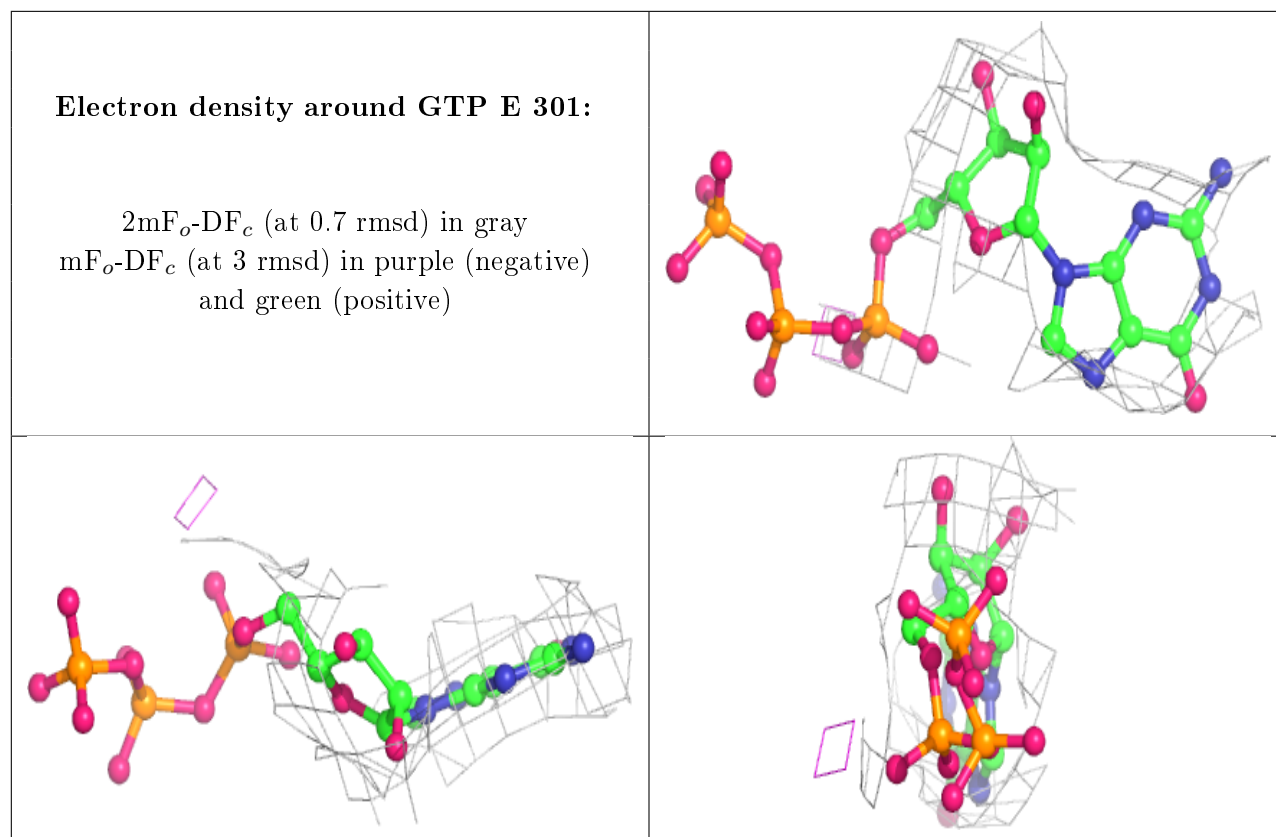 Electron density around GTP E 301:
2mFₒ-DF𝒸 (at 0.7 rmsd) in gray
mFₒ-DF𝒸 (at 3 rmsd) in purple (negative)
and green (positive)